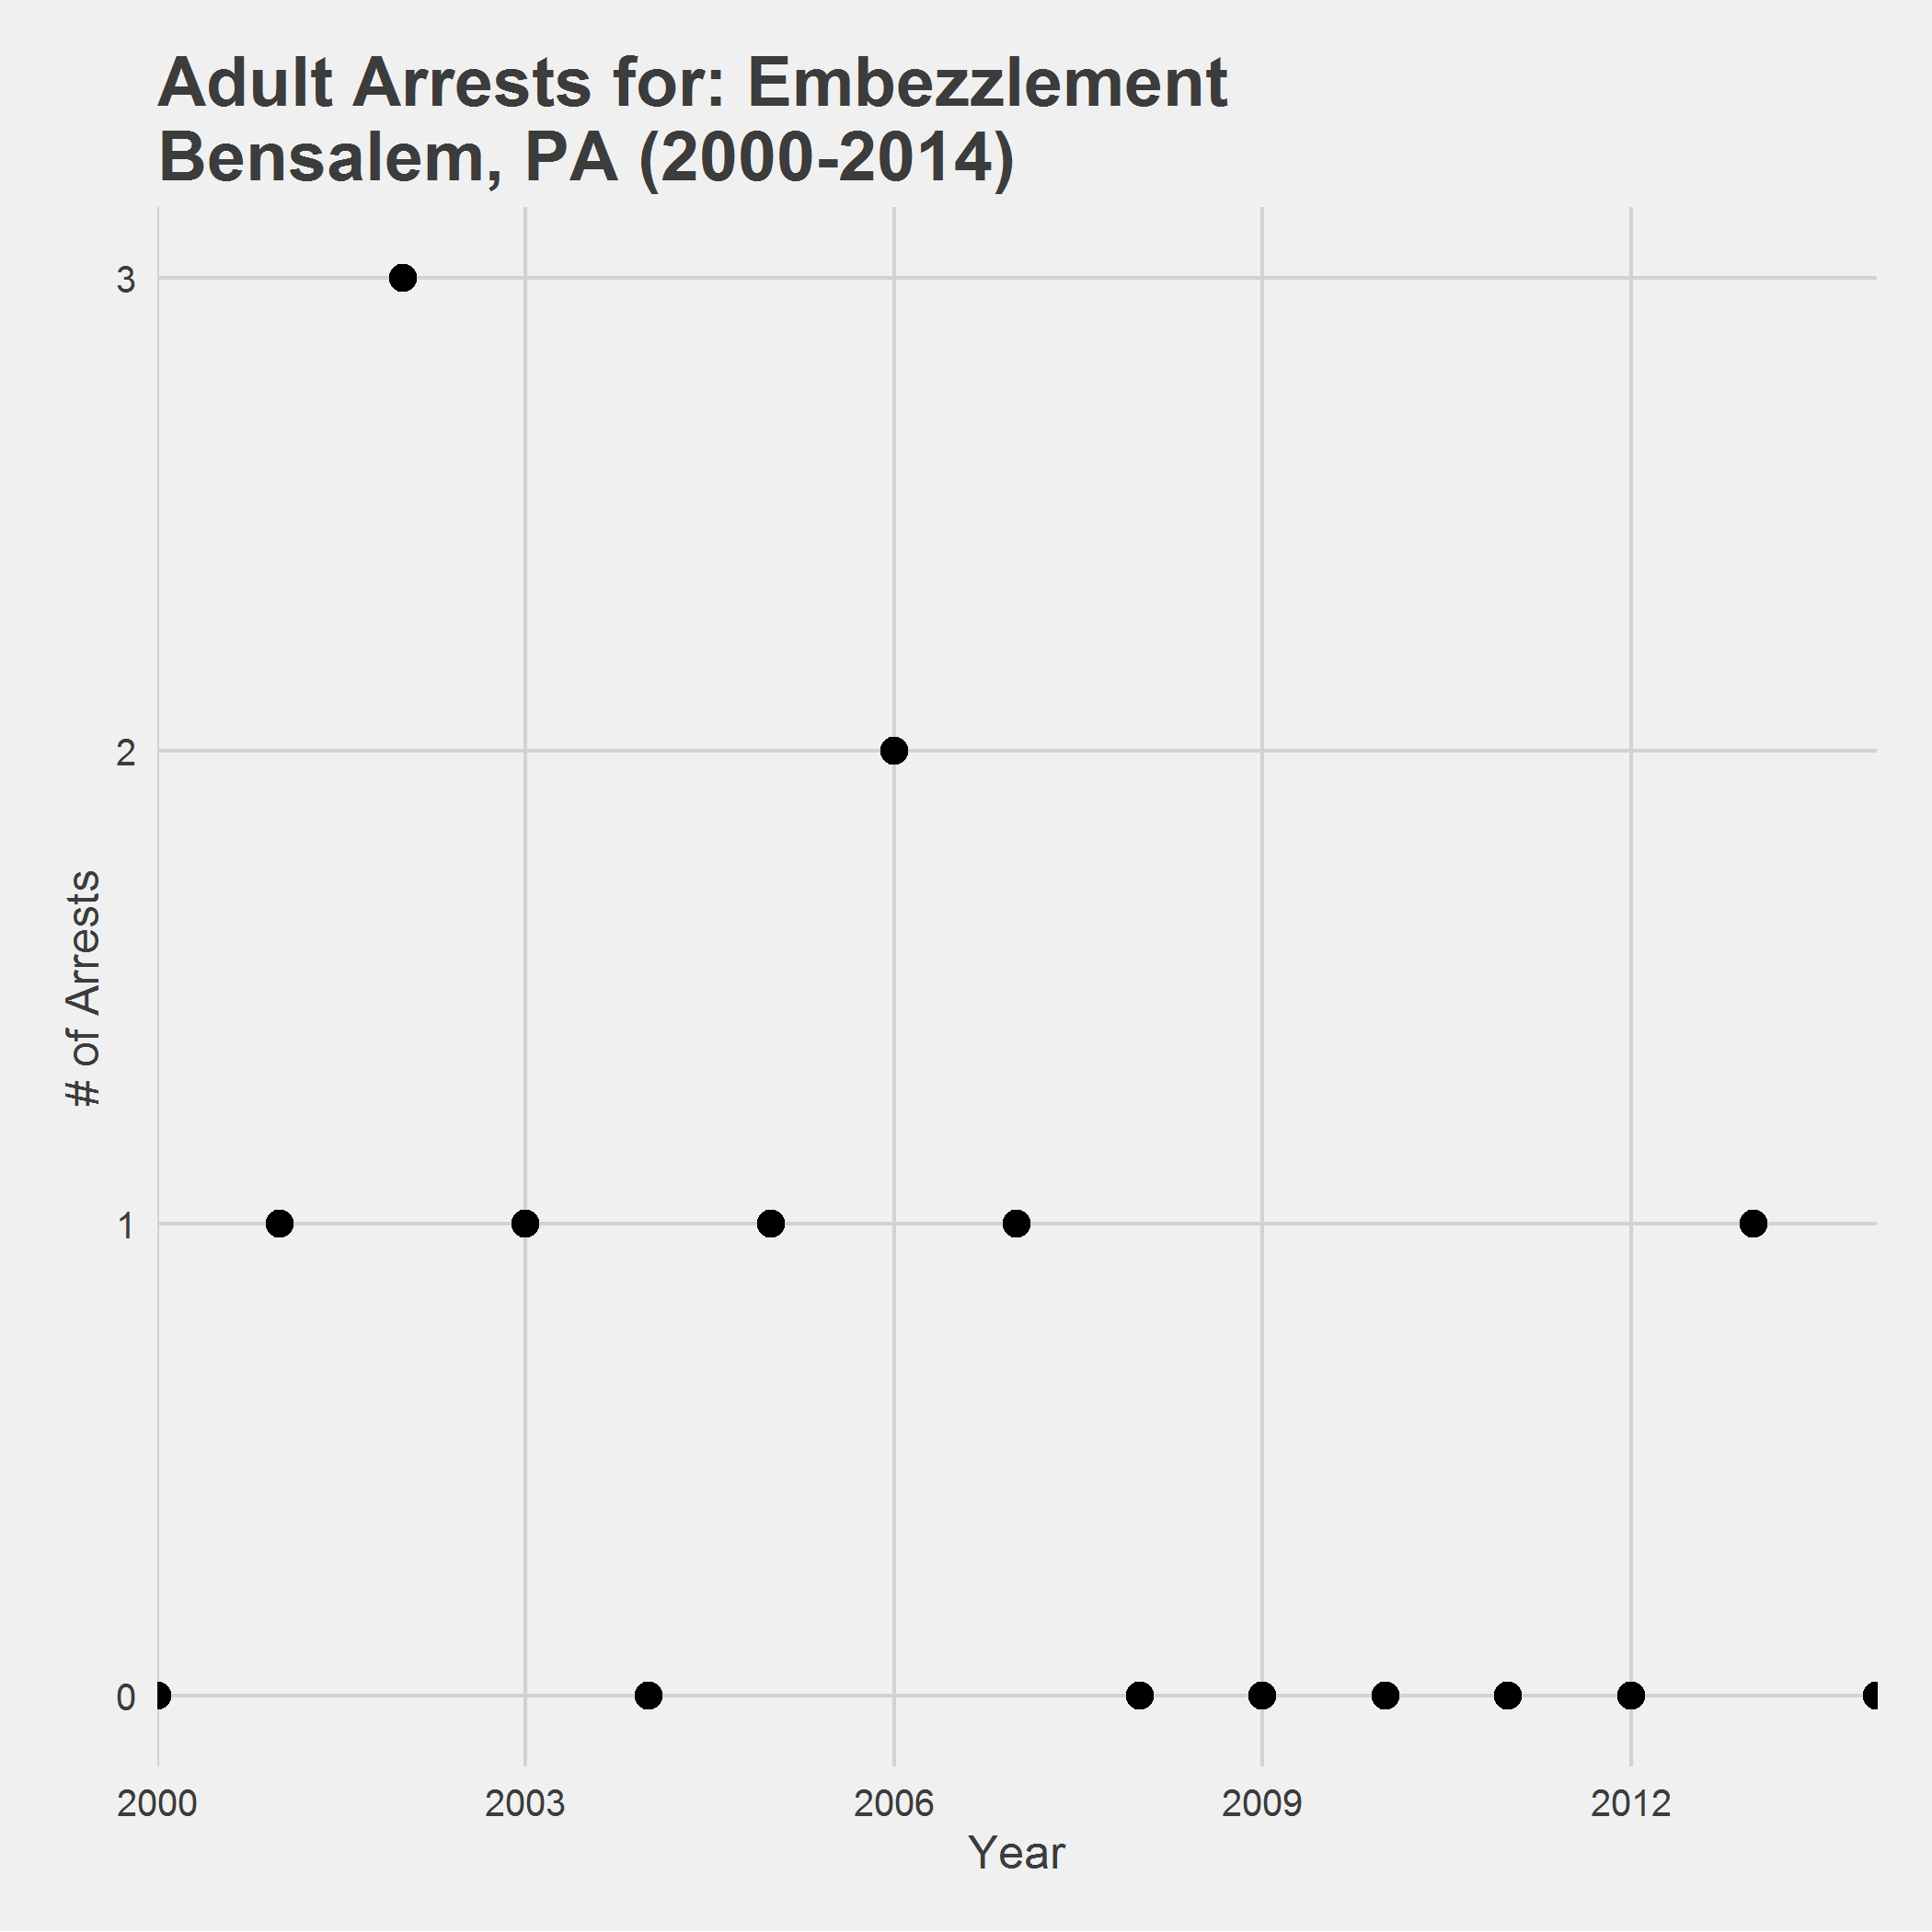 Adult Arrests for: Embezzlement
Bensalem, PA (2000-2014)
3
2
1
0
# of Arrests
2000 2003 2006 2009 2012
Year